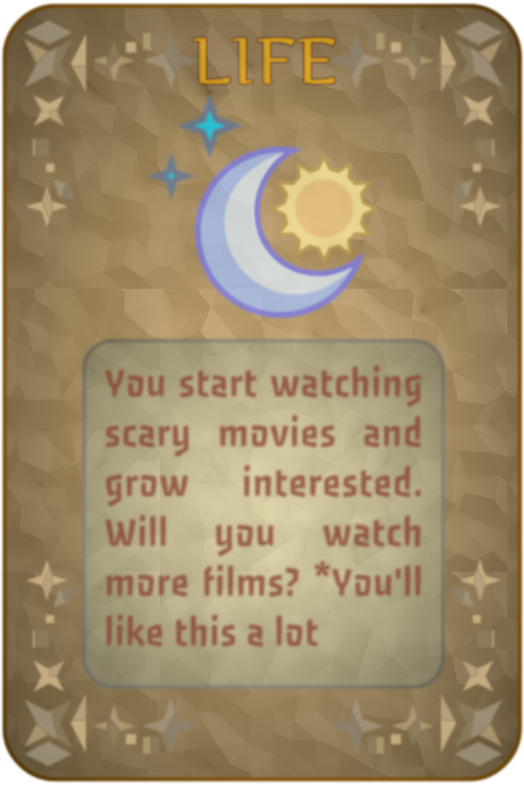 LIFE
You start watching
scary movies and
grow interested.
Will you watch
more films? *You'll
like this a lot